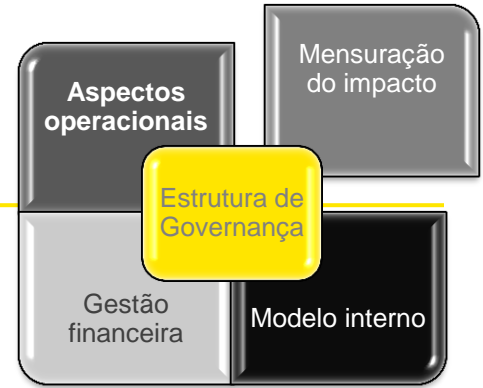 Aspectos
operacionais
Mensuração
do impacto
Estrutura de
Governança
Gestão
financeira
Modelo interno